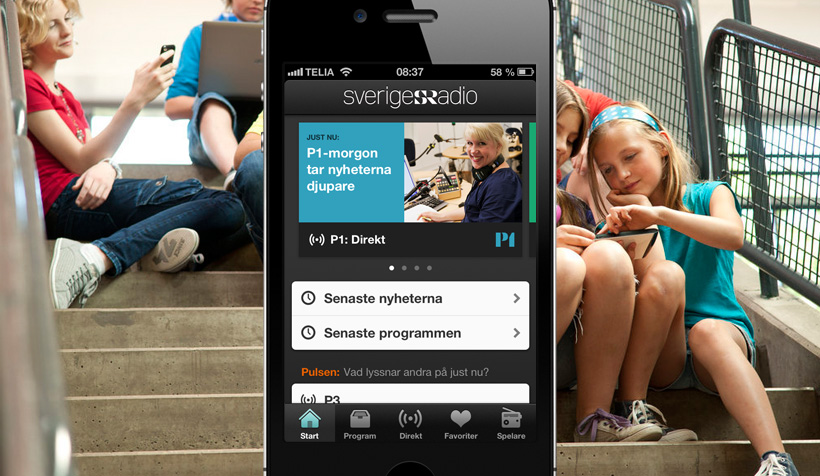 TELIA 08:37 58 %
sverigeSRadio
JUST NU:
P1-morgon
tar nyheterna
djupare
P1: Direkt P1
Senaste nyheterna
Senaste programmen
Pulsen: Vad lyssnar andra på just nu?
P3
Start Program Direkt Favoriter Spelare